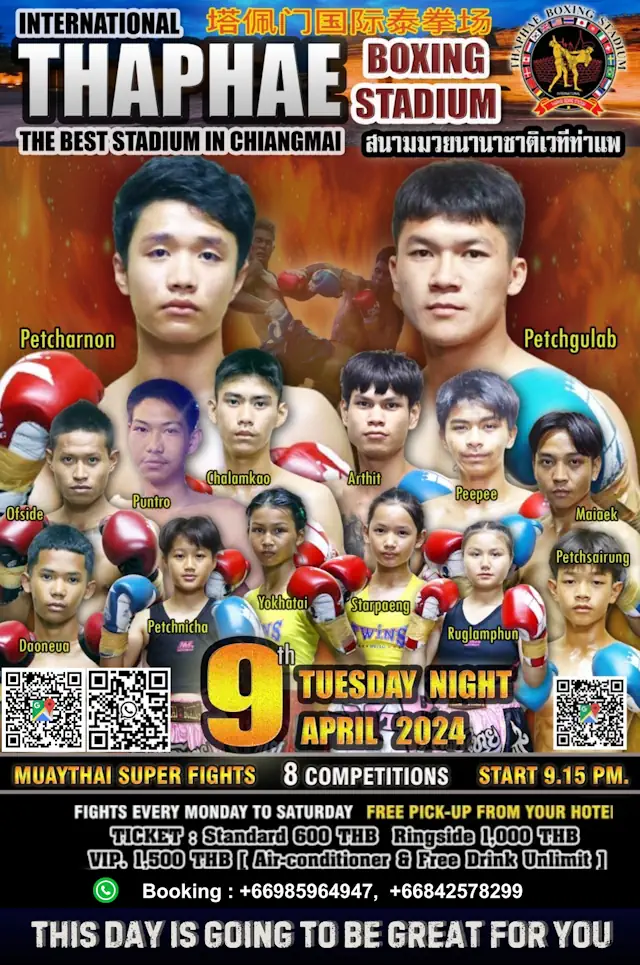 INTERNATIONAL
塔佩门国际泰拳场
THAPHAE
BOXING
STADIUM
THAPHAE BOXING STADIUM
INTERNATIONAL
THE BEST STADIUM IN CHIANGMAI
สนามมวยนานาชาติเวทีท่าแพ
Petcharnon
Petchgulab
Chalamkao
Arthit
Puntro
Peepee
Ofside
Maiaek
Petchsairung
Yokhatai
Starpaeng
Petchnicha
Ruglamphun
Daoneua
TWINS
9th
TUESDAY NIGHT
APRIL 2024
MUAYTHAI SUPER FIGHTS 8 COMPETITIONS START 9.15 PM.
FIGHTS EVERY MONDAY TO SATURDAY FREE PICK-UP FROM YOUR HOTEl
TICKET : Standard 600 THB Ringside 1,000 THB
VIP. 1,500 THB [ Air-conditioner & Free Drink Unlimit ]
Booking : +66985964947, +66842578299
THIS DAY IS GOING TO BE GREAT FOR YOU